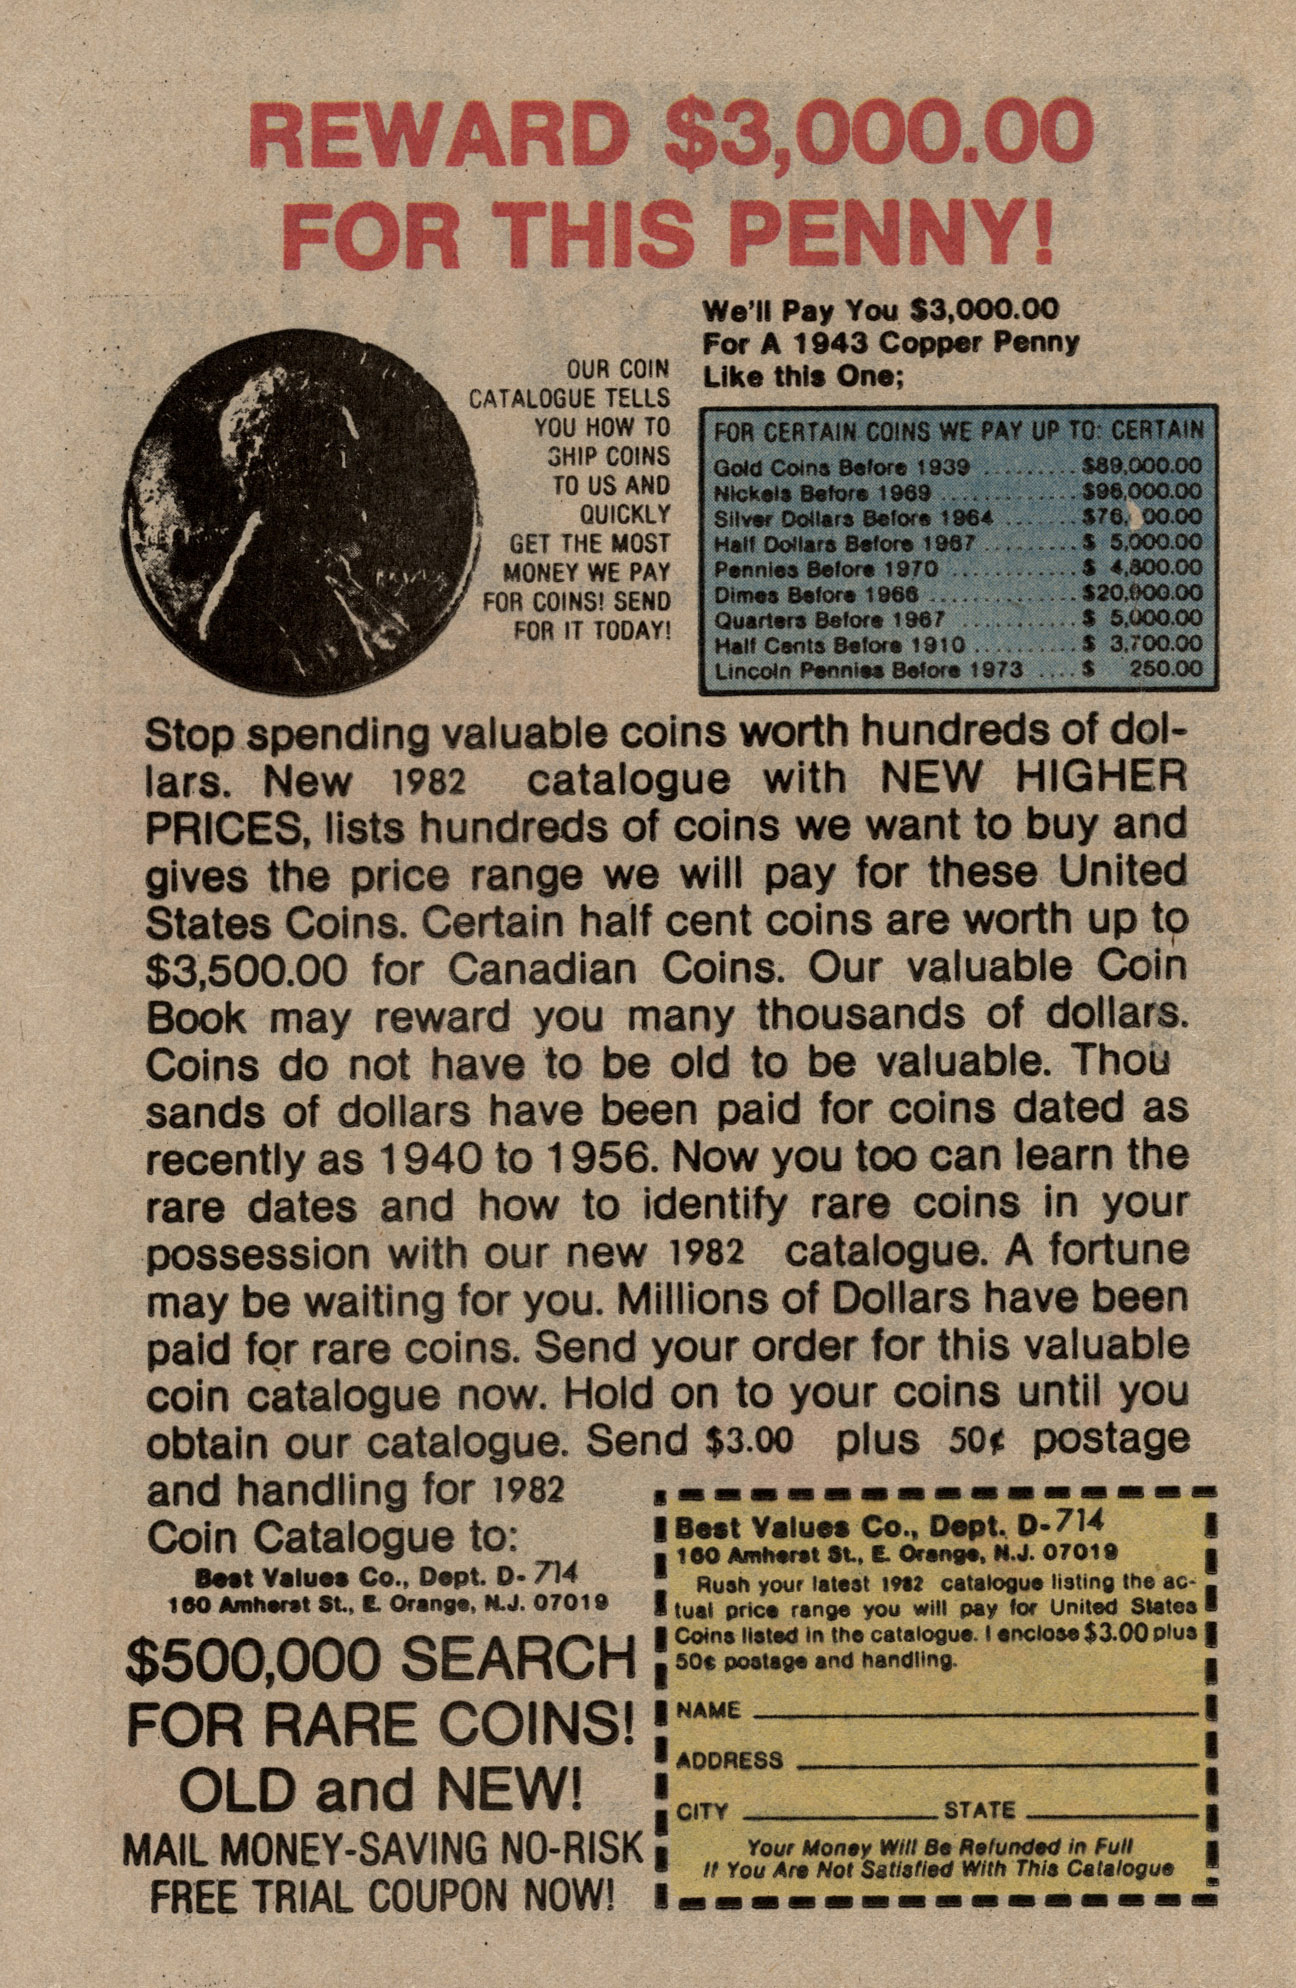 REWARD $3,000.00
FOR THIS PENNY!
We'll Pay You $3,000.00
For A 1943 Copper Penny
Like this One;
OUR COIN
CATALOGUE TELLS
YOU HOW TO
SHIP COINS
TO US AND
QUICKLY
GET THE MOST
MONEY WE PAY
FOR COINS! SEND
FOR IT TODAY!
FOR CERTAIN COINS WE PAY UP TO: CERTAIN
Gold Coins Before 1939 ......... $89,000.00
Nickels Before 1969 ............. $96,000.00
Silver Dollars Before 1964 ....... $76, 00.00
Half Dollars Before 1967 ......... $ 5,000.00
Pennies Before 1970 ............ $ 4,800.00
Dimes Before 1966 .............. $20,000.00
Quarters Before 1967 ........... $ 5,000.00
Half Cents Before 1910 .......... $ 3,700.00
Lincoln Pennies Before 1973 .... $ 250.00
Stop spending valuable coins worth hundreds of dol-
lars. New 1982 catalogue with NEW HIGHER
PRICES, lists hundreds of coins we want to buy and
gives the price range we will pay for these United
States Coins. Certain half cent coins are worth up to
$3,500.00 for Canadian Coins. Our valuable Coin
Book may reward you many thousands of dollars.
Coins do not have to be old to be valuable. Thou
sands of dollars have been paid for coins dated as
recently as 1940 to 1956. Now you too can learn the
rare dates and how to identify rare coins in your
possession with our new 1982 catalogue. A fortune
may be waiting for you. Millions of Dollars have been
paid for rare coins. Send your order for this valuable
coin catalogue now. Hold on to your coins until you
obtain our catalogue. Send $3.00 plus 50¢ postage
and handling for 1982
Coin Catalogue to:
Best Values Co., Dept. D-714
160 Amherst St., E. Orange, N.J. 07019
$500,000 SEARCH
FOR RARE COINS!
OLD and NEW!
MAIL MONEY-SAVING NO-RISK
FREE TRIAL COUPON NOW!
Best Values Co., Dept. D-714
160 Amherst St., E. Orange, N.J. 07019
Rush your latest 1982 catalogue listing the ac-
tual price range you will pay for United States
Coins listed in the catalogue. I enclose $3.00 plus
50¢ postage and handling.
NAME
ADDRESS
CITY STATE
Your Money Will Be Refunded in Full
If You Are Not Satisfied With This Catalogue